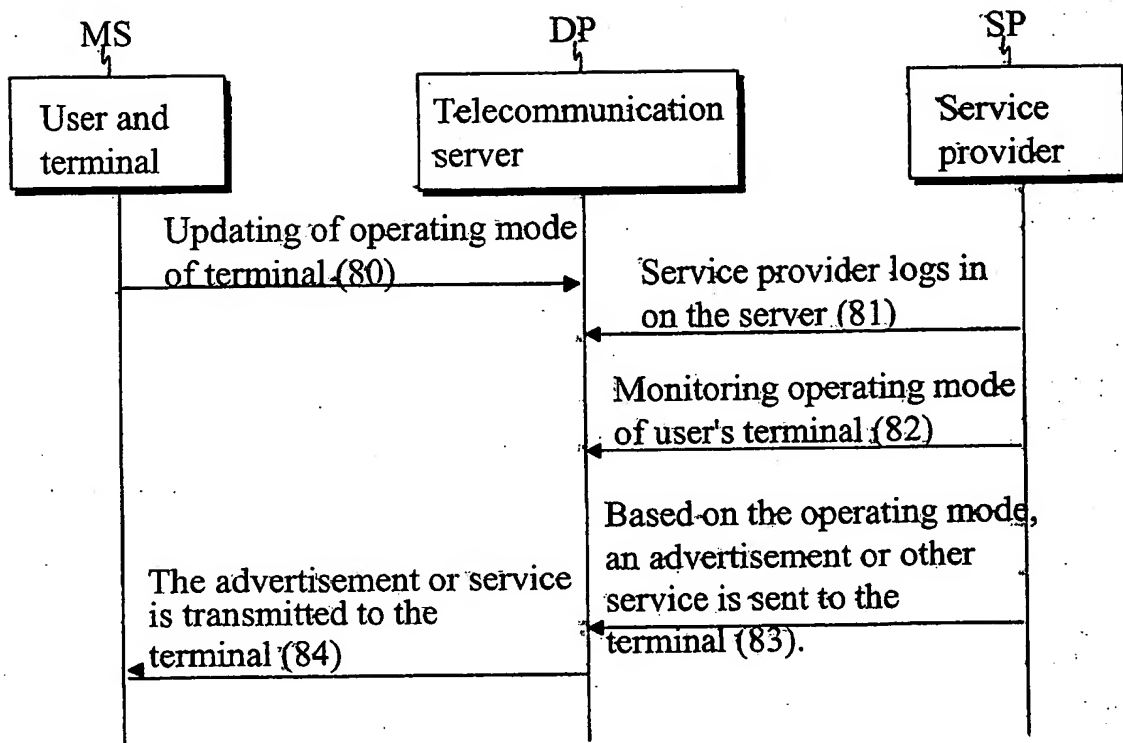 MS
DP
SP
User and
terminal
Telecommunication
server
Service
provider
Updating of operating mode
of terminal (80)
Service provider logs in
on the server (81)
Monitoring operating mode
of user's terminal (82)
Based on the operating mode,
an advertisement or other
service is sent to the
terminal (83).
The advertisement or service
is transmitted to the
terminal (84)